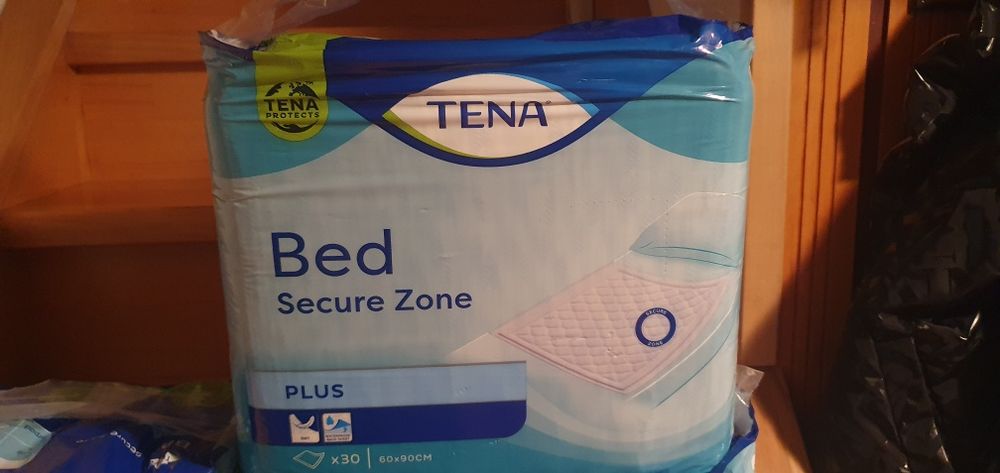 TENA
PROTECTS
TENA
Bed
Secure Zone
SECURE
ZONE
PLUS
x30 | 60x90CM